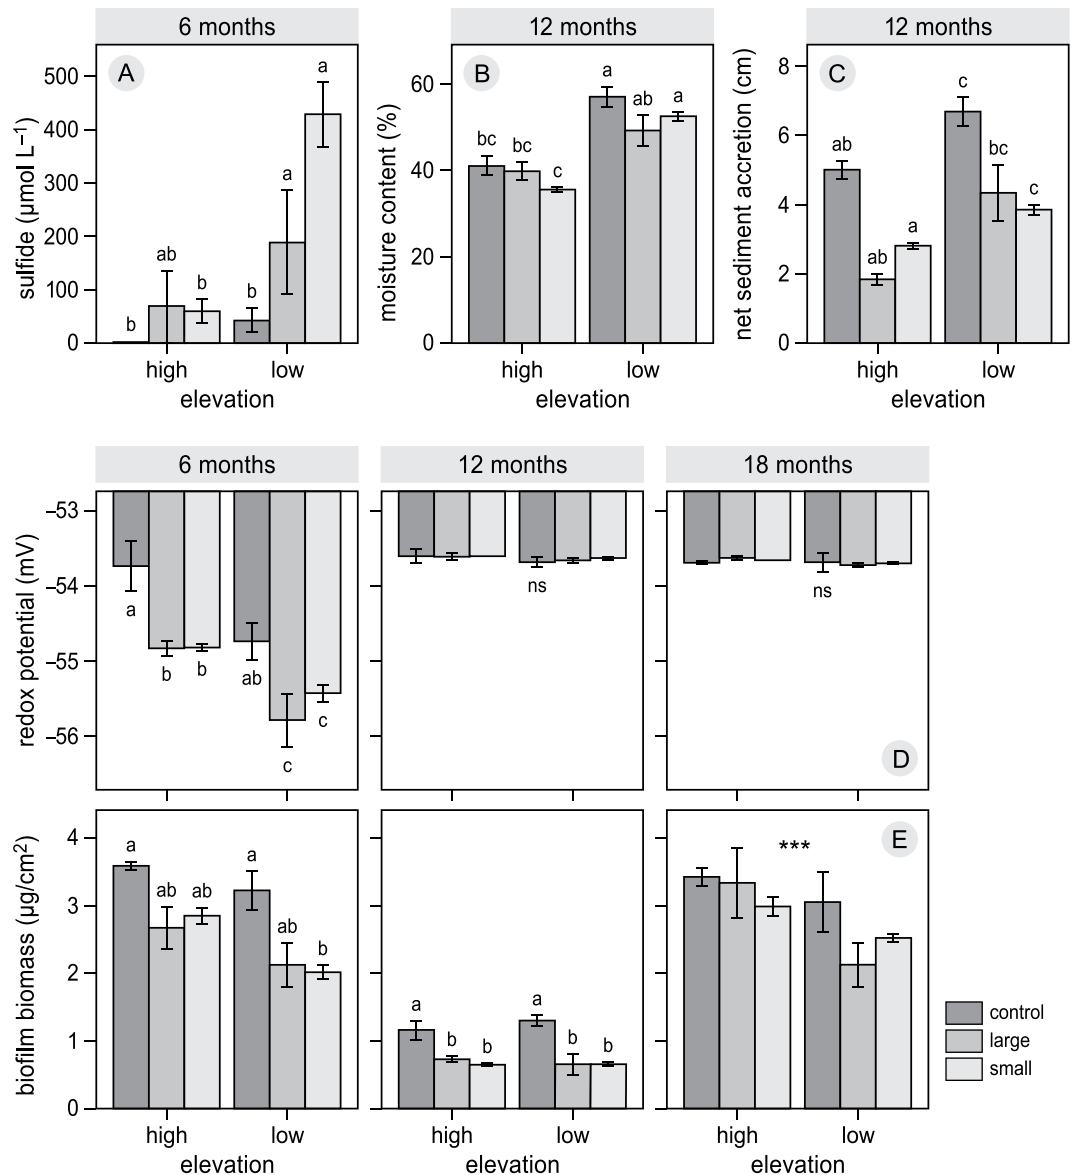 6 months
12 months
12 months
A
B
C
sulfide (µmol L–1)
500
400
300
200
100
0
b
ab
b
b
a
a
high
low
elevation
moisture content (%)
60
40
20
0
bc
bc
c
a
ab
a
high
low
elevation
net sediment accretion (cm)
8
6
4
2
0
ab
ab
a
c
bc
c
high
low
elevation
6 months
12 months
18 months
redox potential (mV)
–53
–54
–55
–56
a
b
b
ab
c
c
ns
ns
D
biofilm biomass (µg/cm2)
4
3
2
1
0
a
ab
ab
a
ab
b
a
b
b
a
b
b
***
E
high
low
elevation
high
low
elevation
high
low
elevation
control
large
small